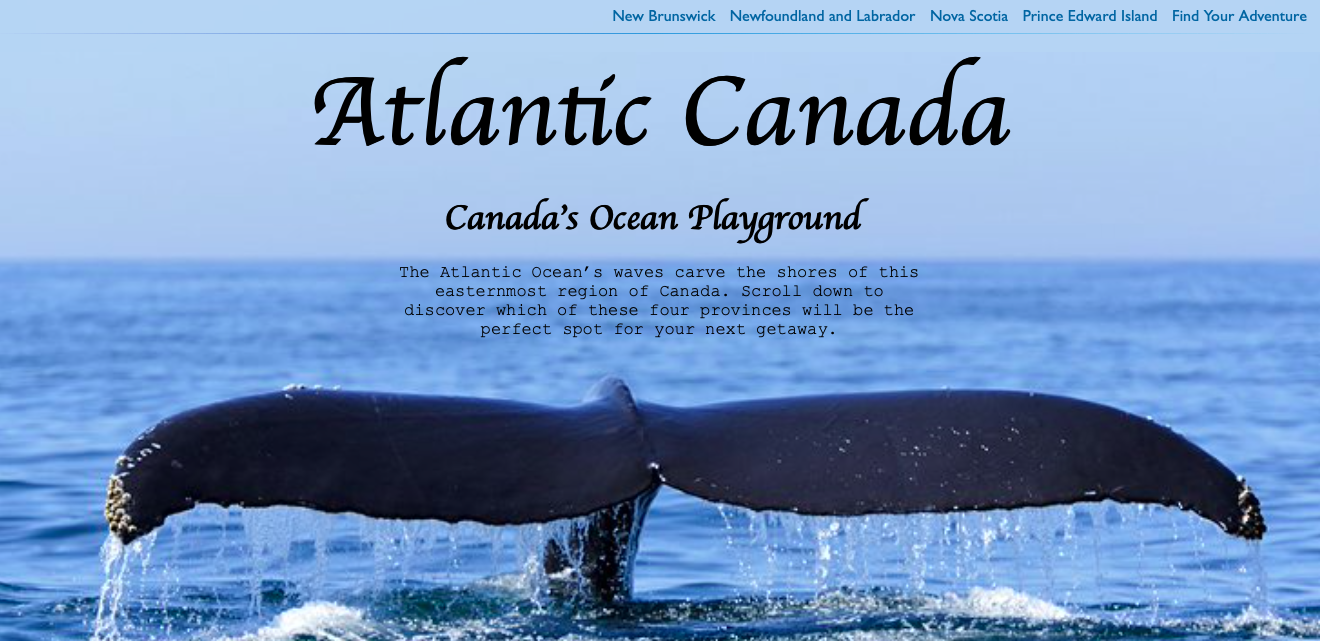 New Brunswick Newfoundland and Labrador Nova Scotia Prince Edward Island Find Your Adventure
Atlantic Canada
Canada’s Ocean Playground
The Atlantic Ocean’s waves carve the shores of this
easternmost region of Canada. Scroll down to
discover which of these four provinces will be the
perfect spot for your next getaway.